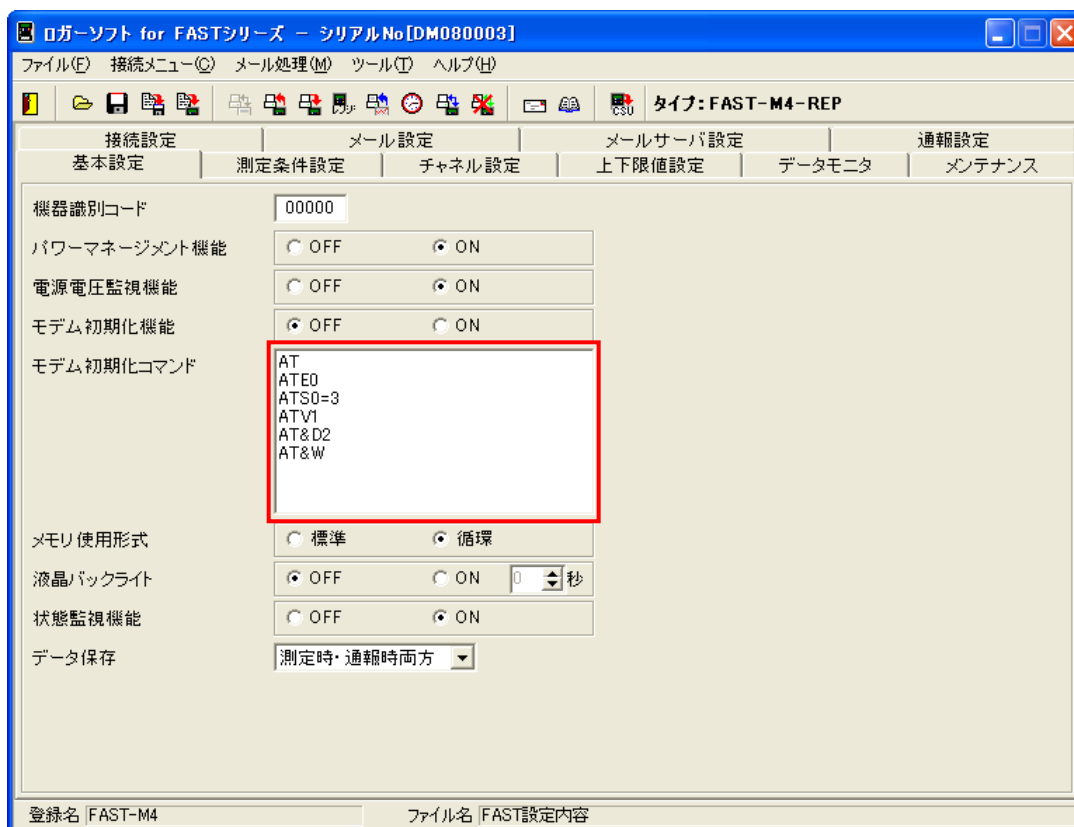 ロガーソフト for FASTシリーズ － シリアルNo[DM080003]
ファイル(F) 接続メニュー(C) メール処理(M) ツール(T) ヘルプ(H)
CSU タイプ:FAST-M4-REP
接続設定 メール設定 メールサーバ設定 通報設定
基本設定 測定条件設定 チャネル設定 上下限値設定 データモニタ メンテナンス
機器識別コード 00000
パワーマネージメント機能 OFF ON
電源電圧監視機能 OFF ON
モデム初期化機能 OFF ON
モデム初期化コマンド
AT
ATE0
ATS0=3
ATV1
AT&D2
AT&W
メモリ使用形式 標準 循環
液晶バックライト OFF ON 0 秒
状態監視機能 OFF ON
データ保存 測定時・通報時両方
登録名 FAST-M4 ファイル名 FAST設定内容